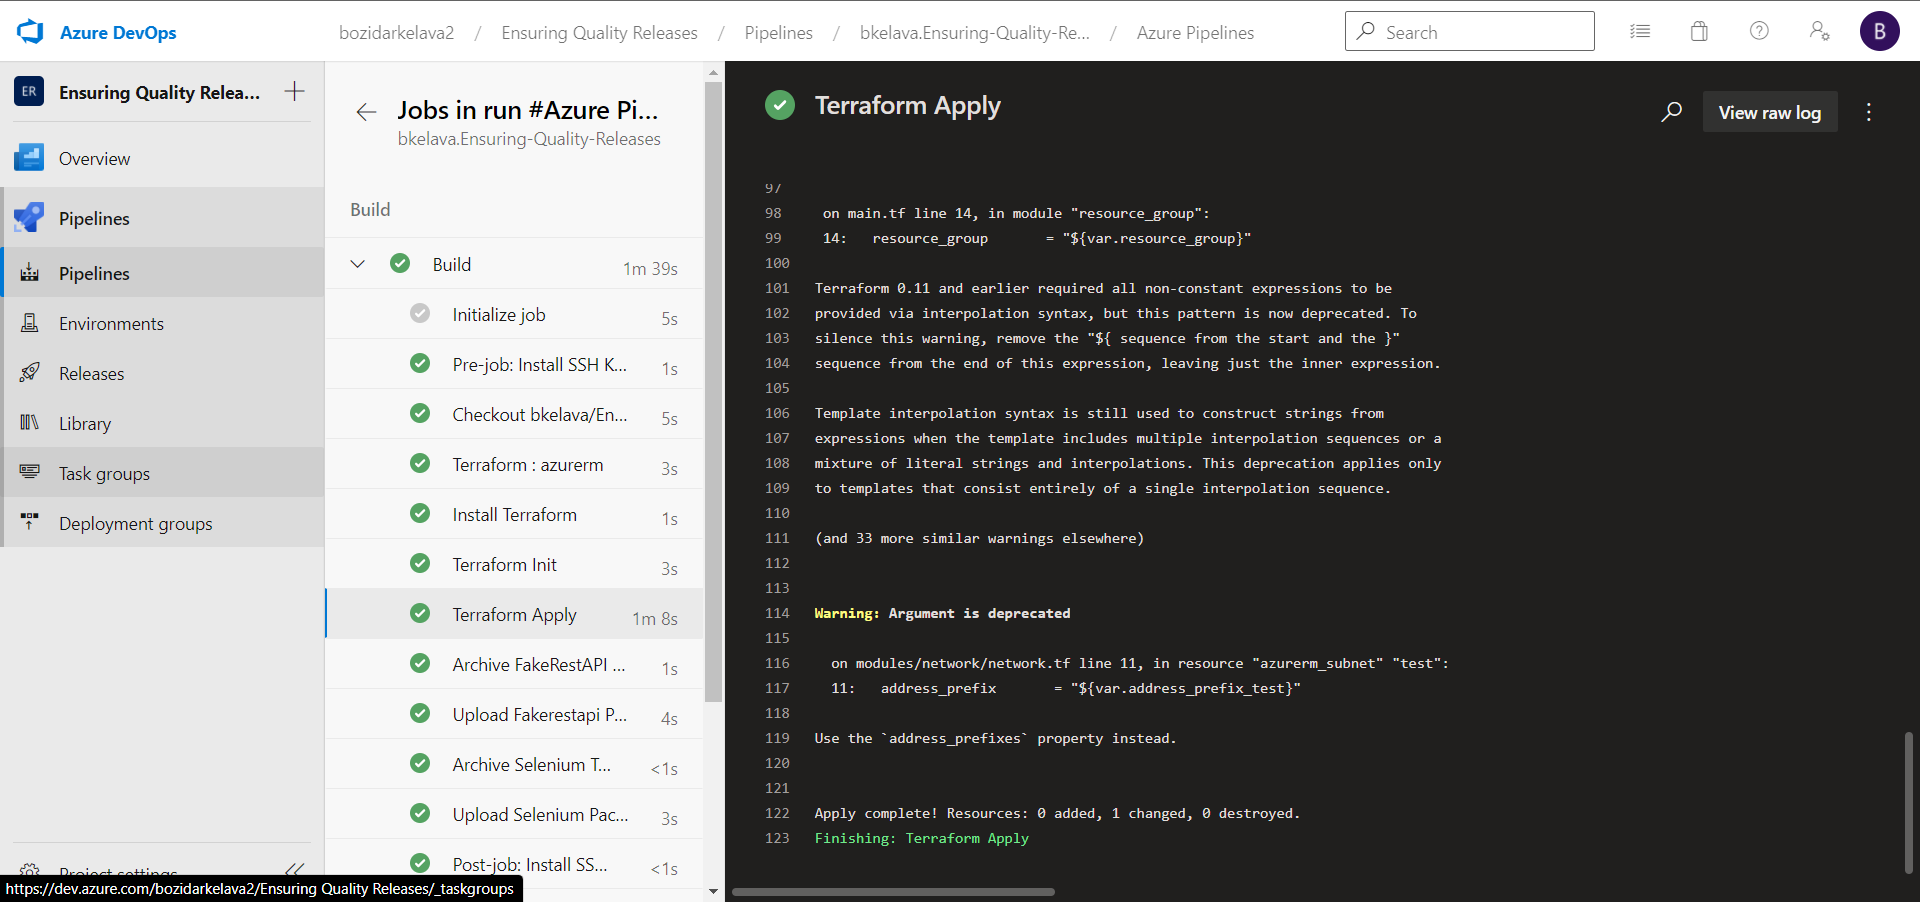 Azure DevOps
bozidarkelava2 / Ensuring Quality Releases / Pipelines / bkelava.Ensuring-Quality-Re... / Azure Pipelines
Search
B
ER
Ensuring Quality Relea...
Overview
Pipelines
Pipelines
Environments
Releases
Library
Task groups
Deployment groups
Project settings
https://dev.azure.com/bozidarkelava2/Ensuring Quality Releases/_taskgroups
Jobs in run #Azure Pi...
bkelava.Ensuring-Quality-Releases
Build
Build 1m 39s
Initialize job 5s
Pre-job: Install SSH K... 1s
Checkout bkelava/En... 5s
Terraform : azurerm 3s
Install Terraform 1s
Terraform Init 3s
Terraform Apply 1m 8s
Archive FakeRestAPI ... 1s
Upload Fakerestapi P... 4s
Archive Selenium T... <1s
Upload Selenium Pac... 3s
Post-job: Install SS... <1s
Terraform Apply
View raw log
97
98 on main.tf line 14, in module "resource_group":
99 14: resource_group = "${var.resource_group}"
100
101 Terraform 0.11 and earlier required all non-constant expressions to be
102 provided via interpolation syntax, but this pattern is now deprecated. To
103 silence this warning, remove the "${ sequence from the start and the }"
104 sequence from the end of this expression, leaving just the inner expression.
105
106 Template interpolation syntax is still used to construct strings from
107 expressions when the template includes multiple interpolation sequences or a
108 mixture of literal strings and interpolations. This deprecation applies only
109 to templates that consist entirely of a single interpolation sequence.
110
111 (and 33 more similar warnings elsewhere)
112
113
114 Warning: Argument is deprecated
115
116 on modules/network/network.tf line 11, in resource "azurerm_subnet" "test":
117 11: address_prefix = "${var.address_prefix_test}"
118
119 Use the `address_prefixes` property instead.
120
121
122 Apply complete! Resources: 0 added, 1 changed, 0 destroyed.
123 Finishing: Terraform Apply